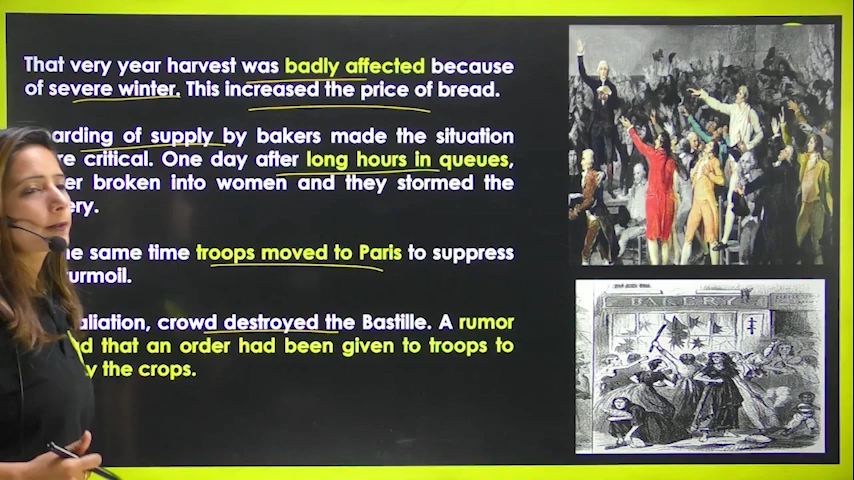 That very year harvest was badly affected because
of severe winter. This increased the price of bread.
arding of supply by bakers made the situation
re critical. One day after long hours in queues,
er broken into women and they stormed the
ery.
he same time troops moved to Paris to suppress
urmoil.
aliation, crowd destroyed the Bastille. A rumor
d that an order had been given to troops to
y the crops.
BAKERY